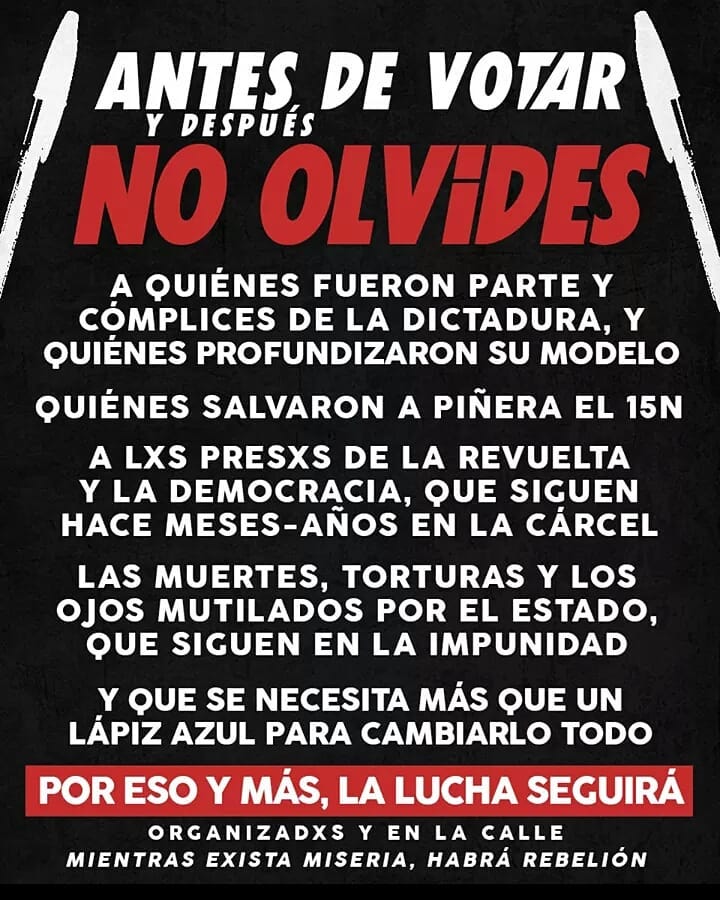 ANTES DE VOTAR
Y DESPUÉS
NO OLViDES
A QUIÉNES FUERON PARTE Y
CÓMPLICES DE LA DICTADURA, Y
QUIÉNES PROFUNDIZARON SU MODELO
QUIÉNES SALVARON A PIÑERA EL 15N
A LXS PRESXS DE LA REVUELTA
Y LA DEMOCRACIA, QUE SIGUEN
HACE MESES-AÑOS EN LA CÁRCEL
LAS MUERTES, TORTURAS Y LOS
OJOS MUTILADOS POR EL ESTADO,
QUE SIGUEN EN LA IMPUNIDAD
Y QUE SE NECESITA MÁS QUE UN
LÁPIZ AZUL PARA CAMBIARLO TODO
POR ESO Y MÁS, LA LUCHA SEGUIRÁ
ORGANIZADXS Y EN LA CALLE
MIENTRAS EXISTA MISERIA, HABRÁ REBELIÓN